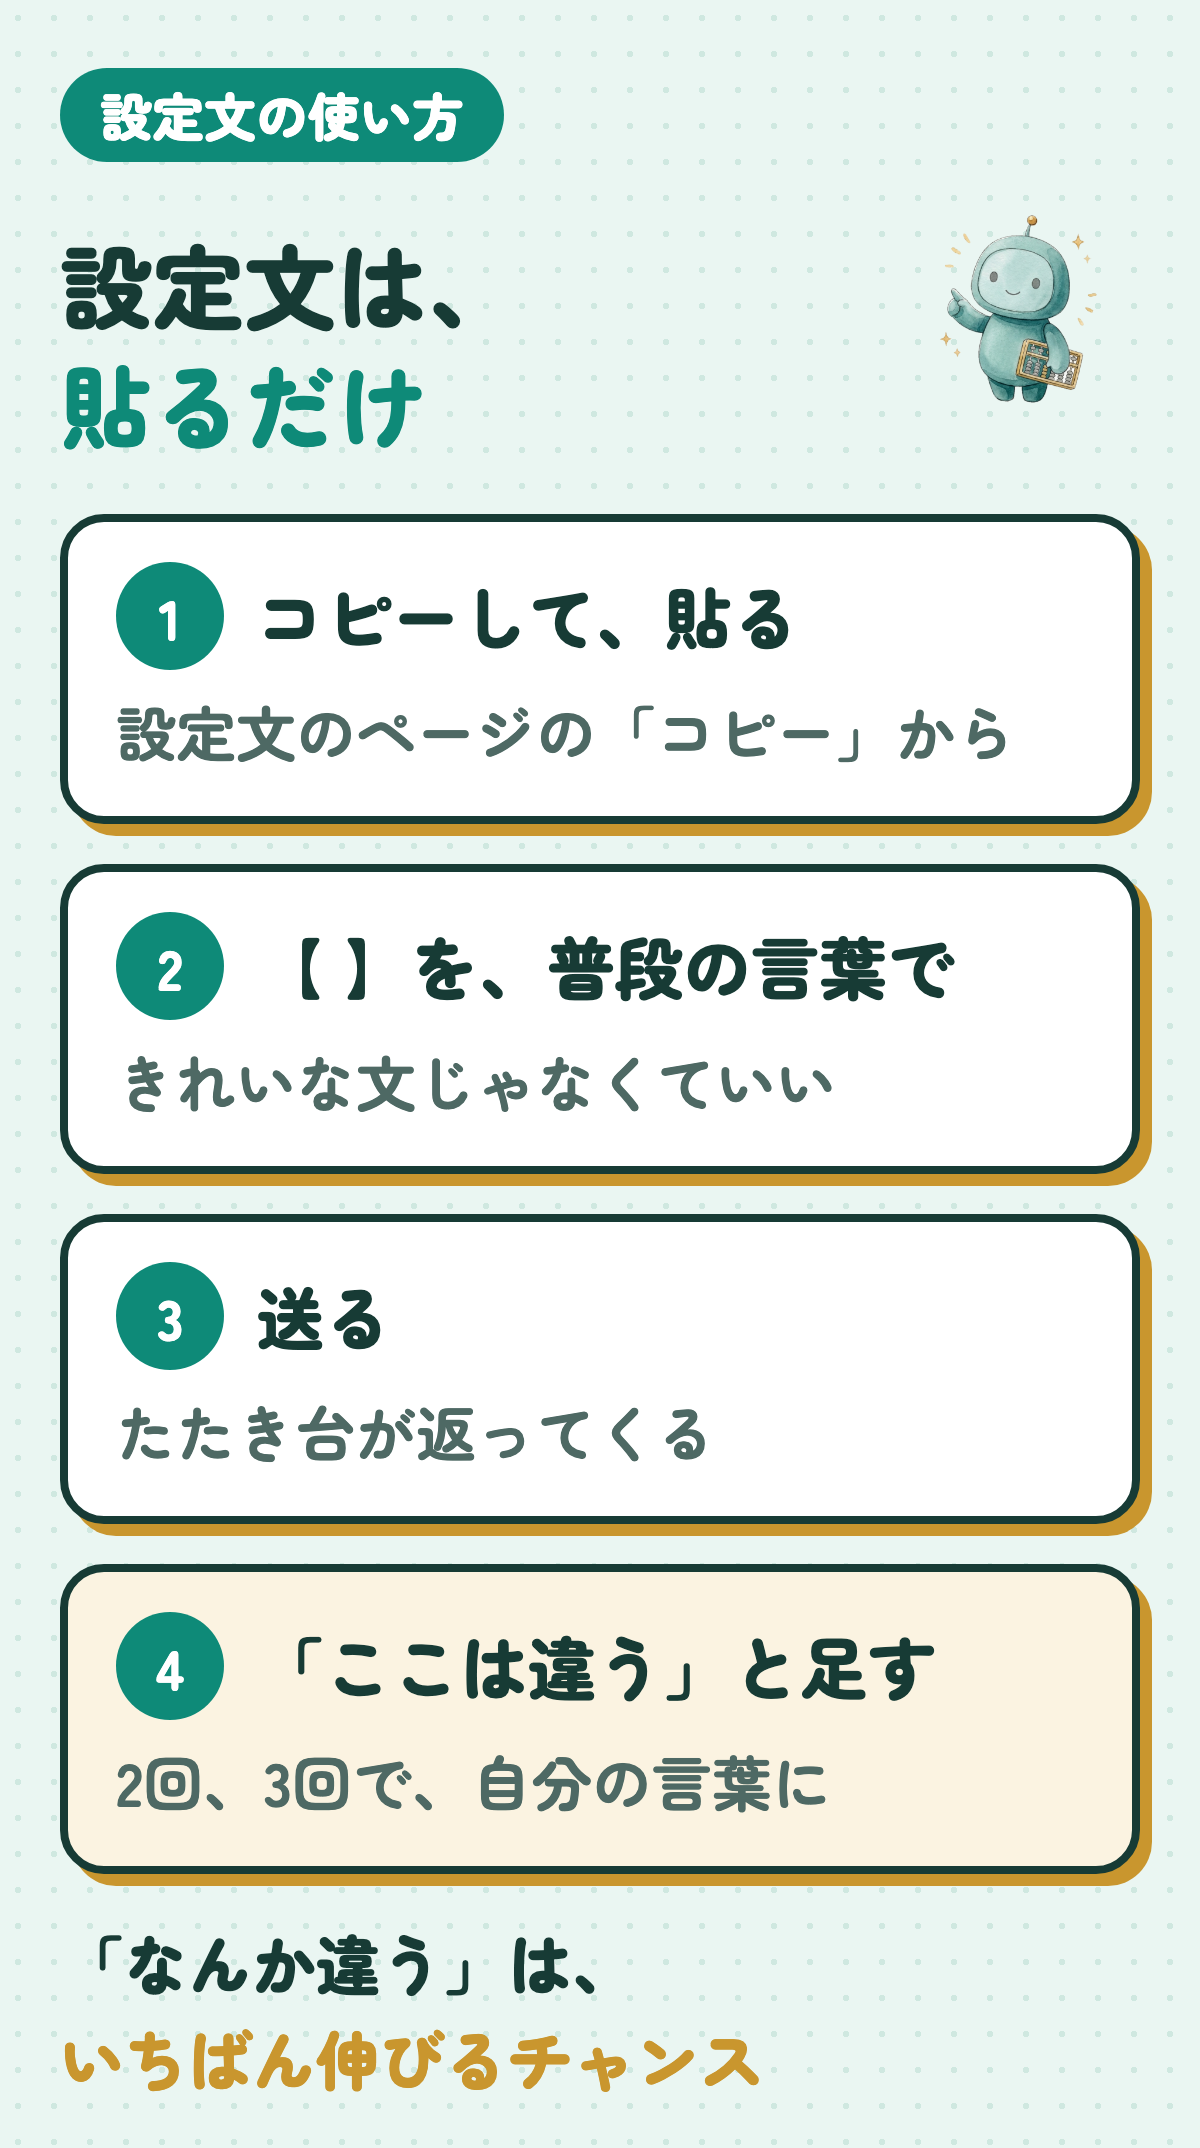 設定文の使い方
設定文は、
貼るだけ
1 コピーして、貼る
設定文のページの「コピー」から
2 【 】を、普段の言葉で
きれいな文じゃなくていい
3 送る
たたき台が返ってくる
4 「ここは違う」と足す
2回、3回で、自分の言葉に
「なんか違う」は、
いちばん伸びるチャンス